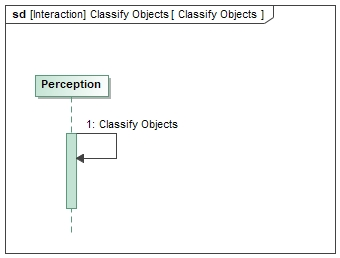 sd [Interaction] Classify Objects [ Classify Objects ]
Perception
1: Classify Objects